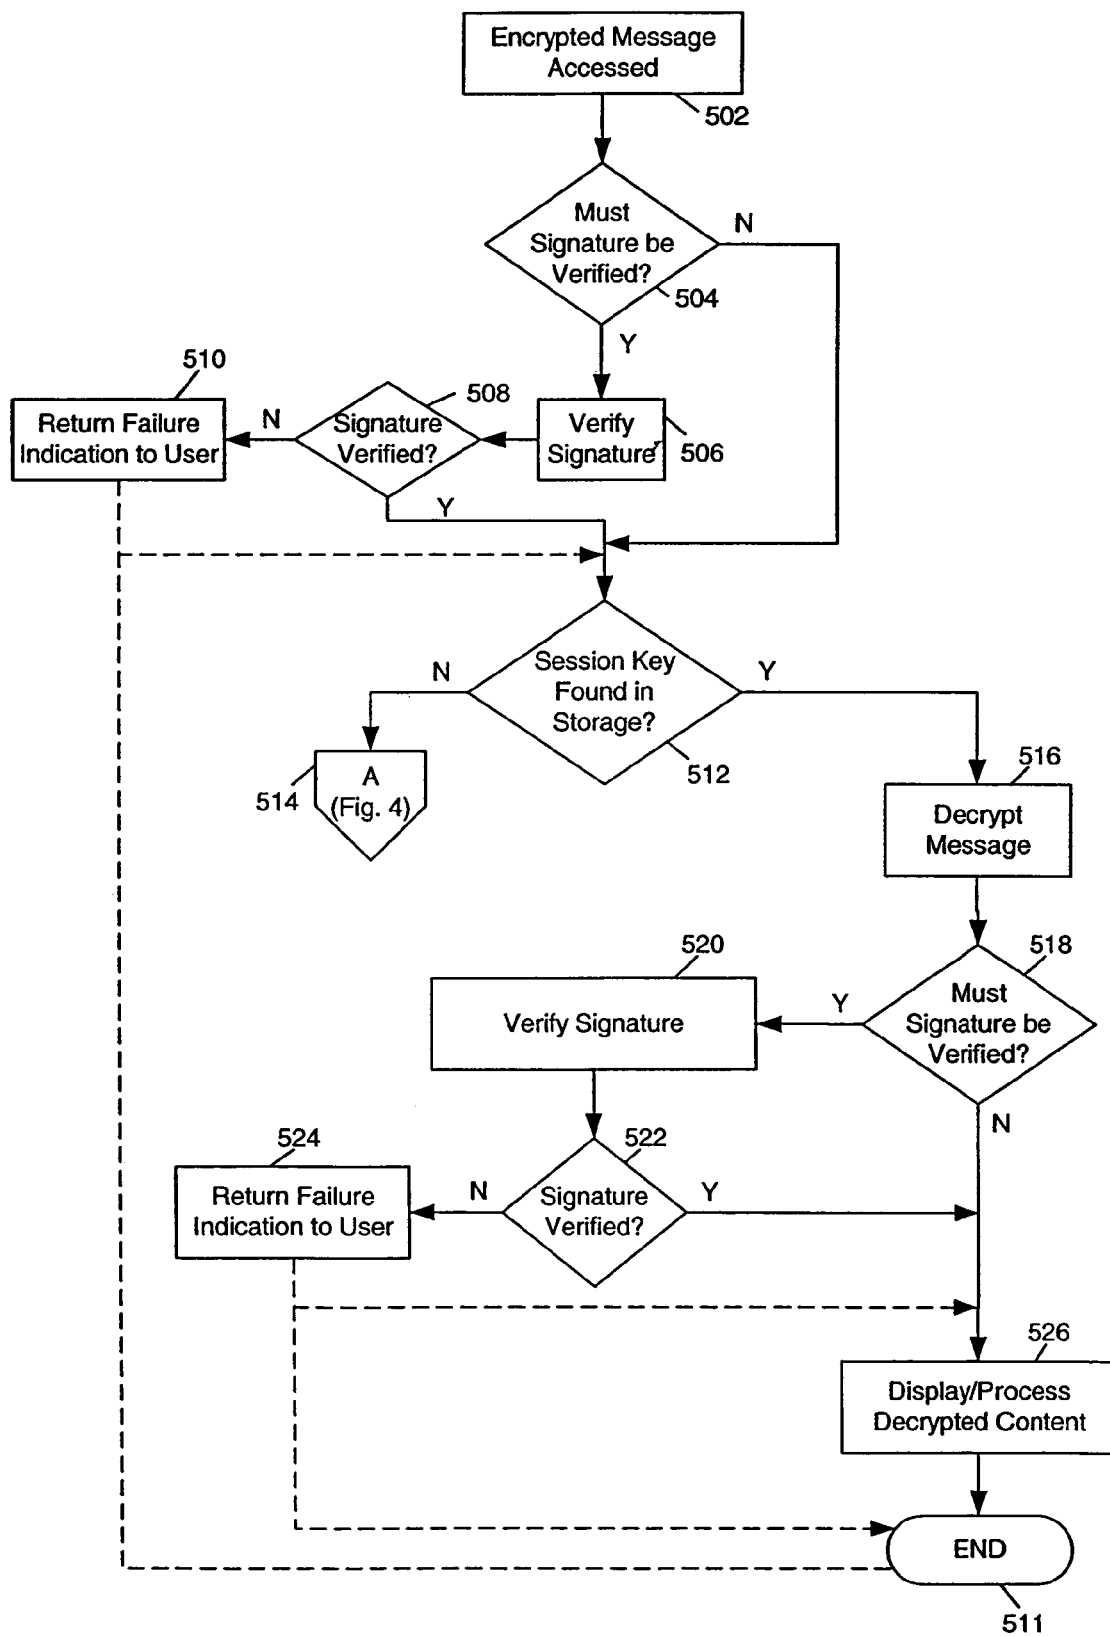 Encrypted Message
Accessed
502
Must
Signature be
Verified?
N
504
Y
510
Return Failure
Indication to User
N
508
Signature
Verified?
Verify
Signature
506
Y
N
Session Key
Found in
Storage?
Y
512
A
(Fig. 4)
514
516
Decrypt
Message
518
Must
Signature be
Verified?
Y
520
Verify Signature
N
524
Return Failure
Indication to User
N
522
Signature
Verified?
Y
526
Display/Process
Decrypted Content
END
511